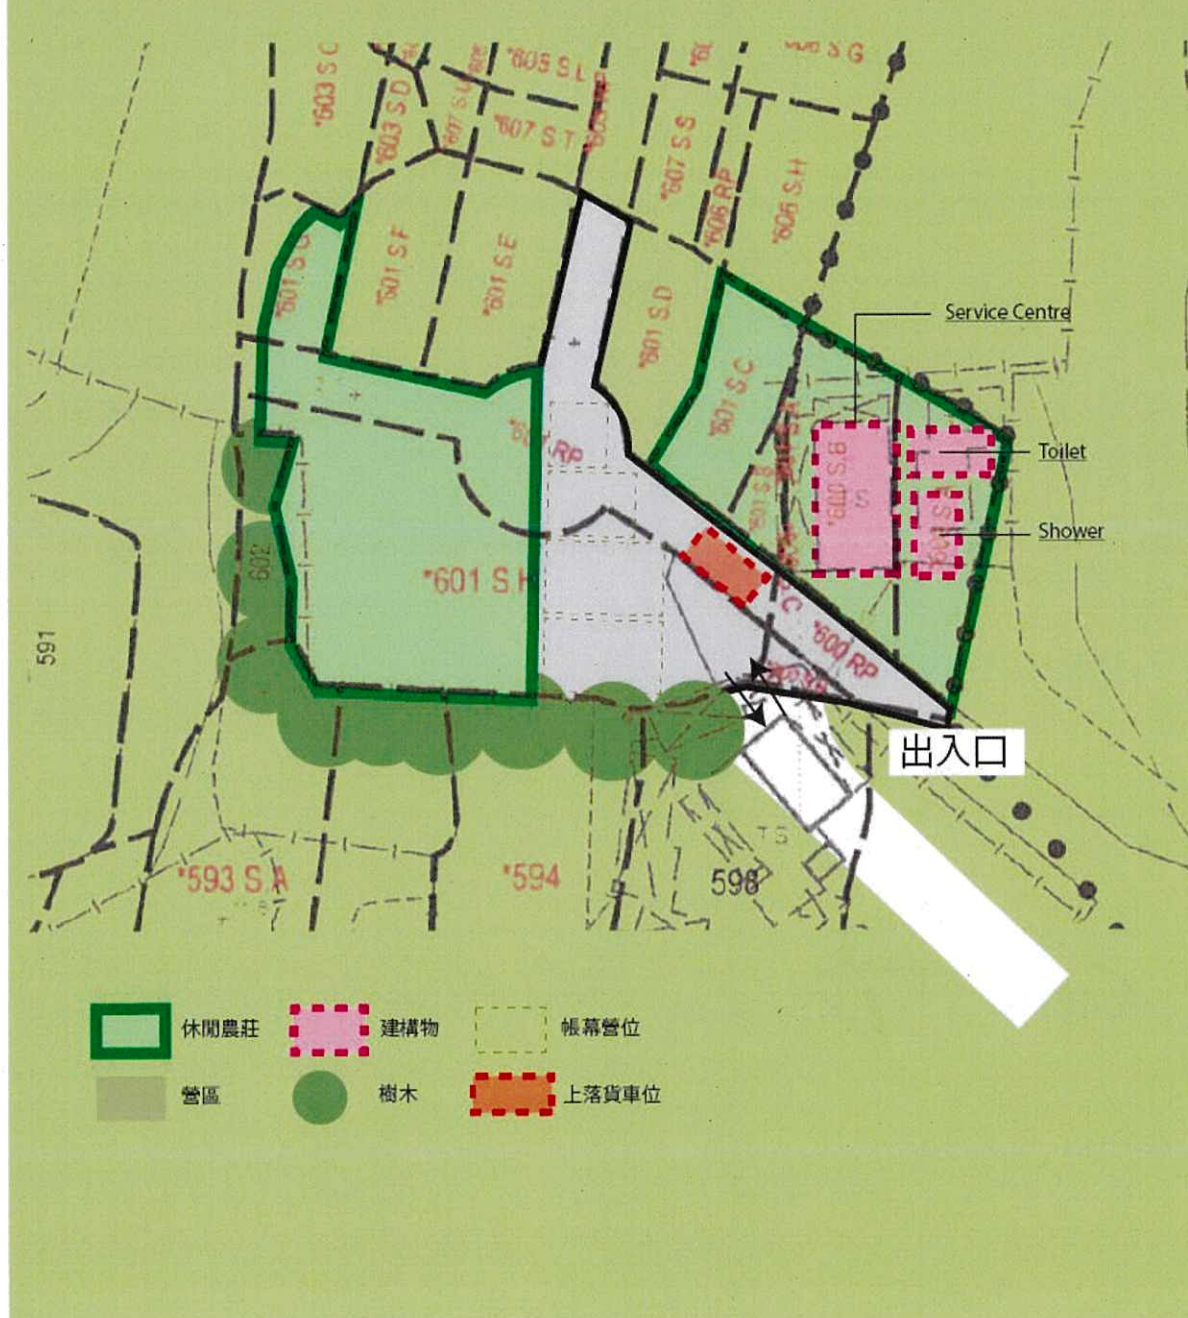 *603 S.C
*603 S.D
*605 S.L
*607 S.T
*607 S.S
*606 RP
*606 S.H
S G
*601 S.G
*601 S.F
*601 S.E
*601 S.D
*601 S.C
Service Centre
RP
*600 S.B
S
Toilet
Shower
602
*601 S.H
591
*600 RP
出入口
TS
*593 S.A
*594
598
休閒農莊
建構物
帳幕營位
營區
樹木
上落貨車位